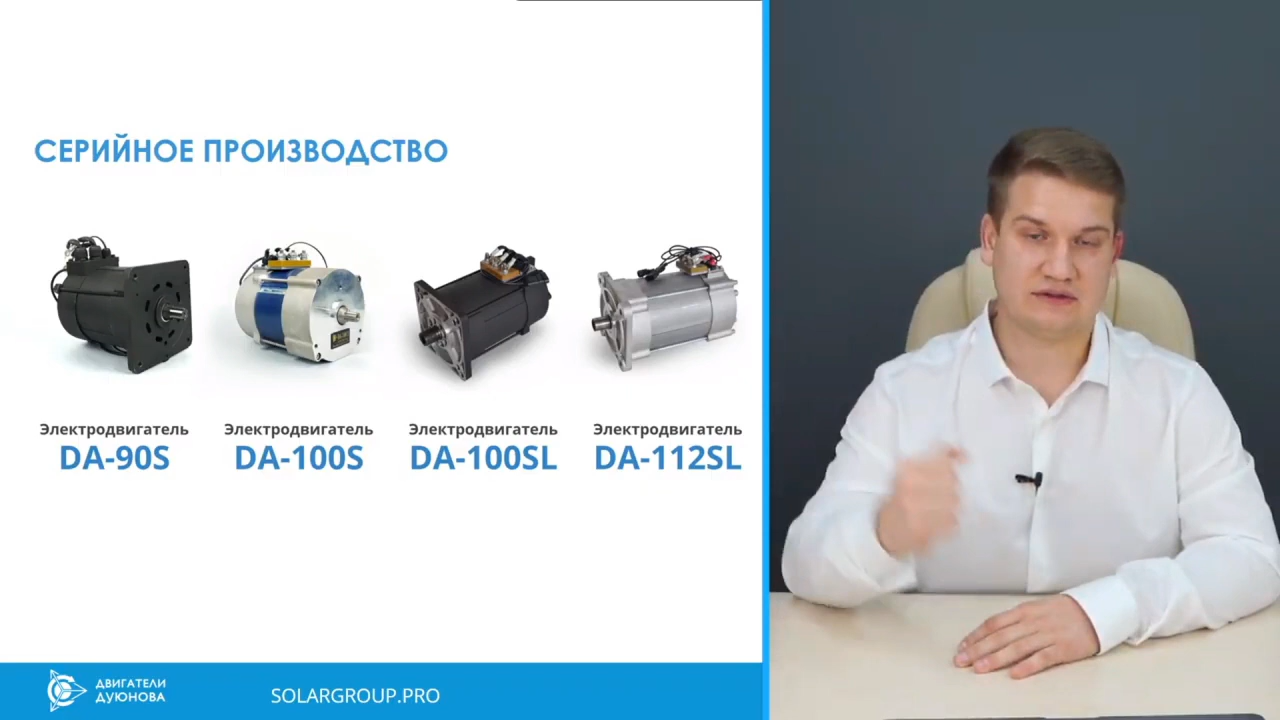 СЕРИЙНОЕ ПРОИЗВОДСТВО
Электродвигатель
DA-90S
Электродвигатель
DA-100S
Электродвигатель
DA-100SL
Электродвигатель
DA-112SL
ДВИГАТЕЛИ
ДУЮНОВА
SOLARGROUP.PRO